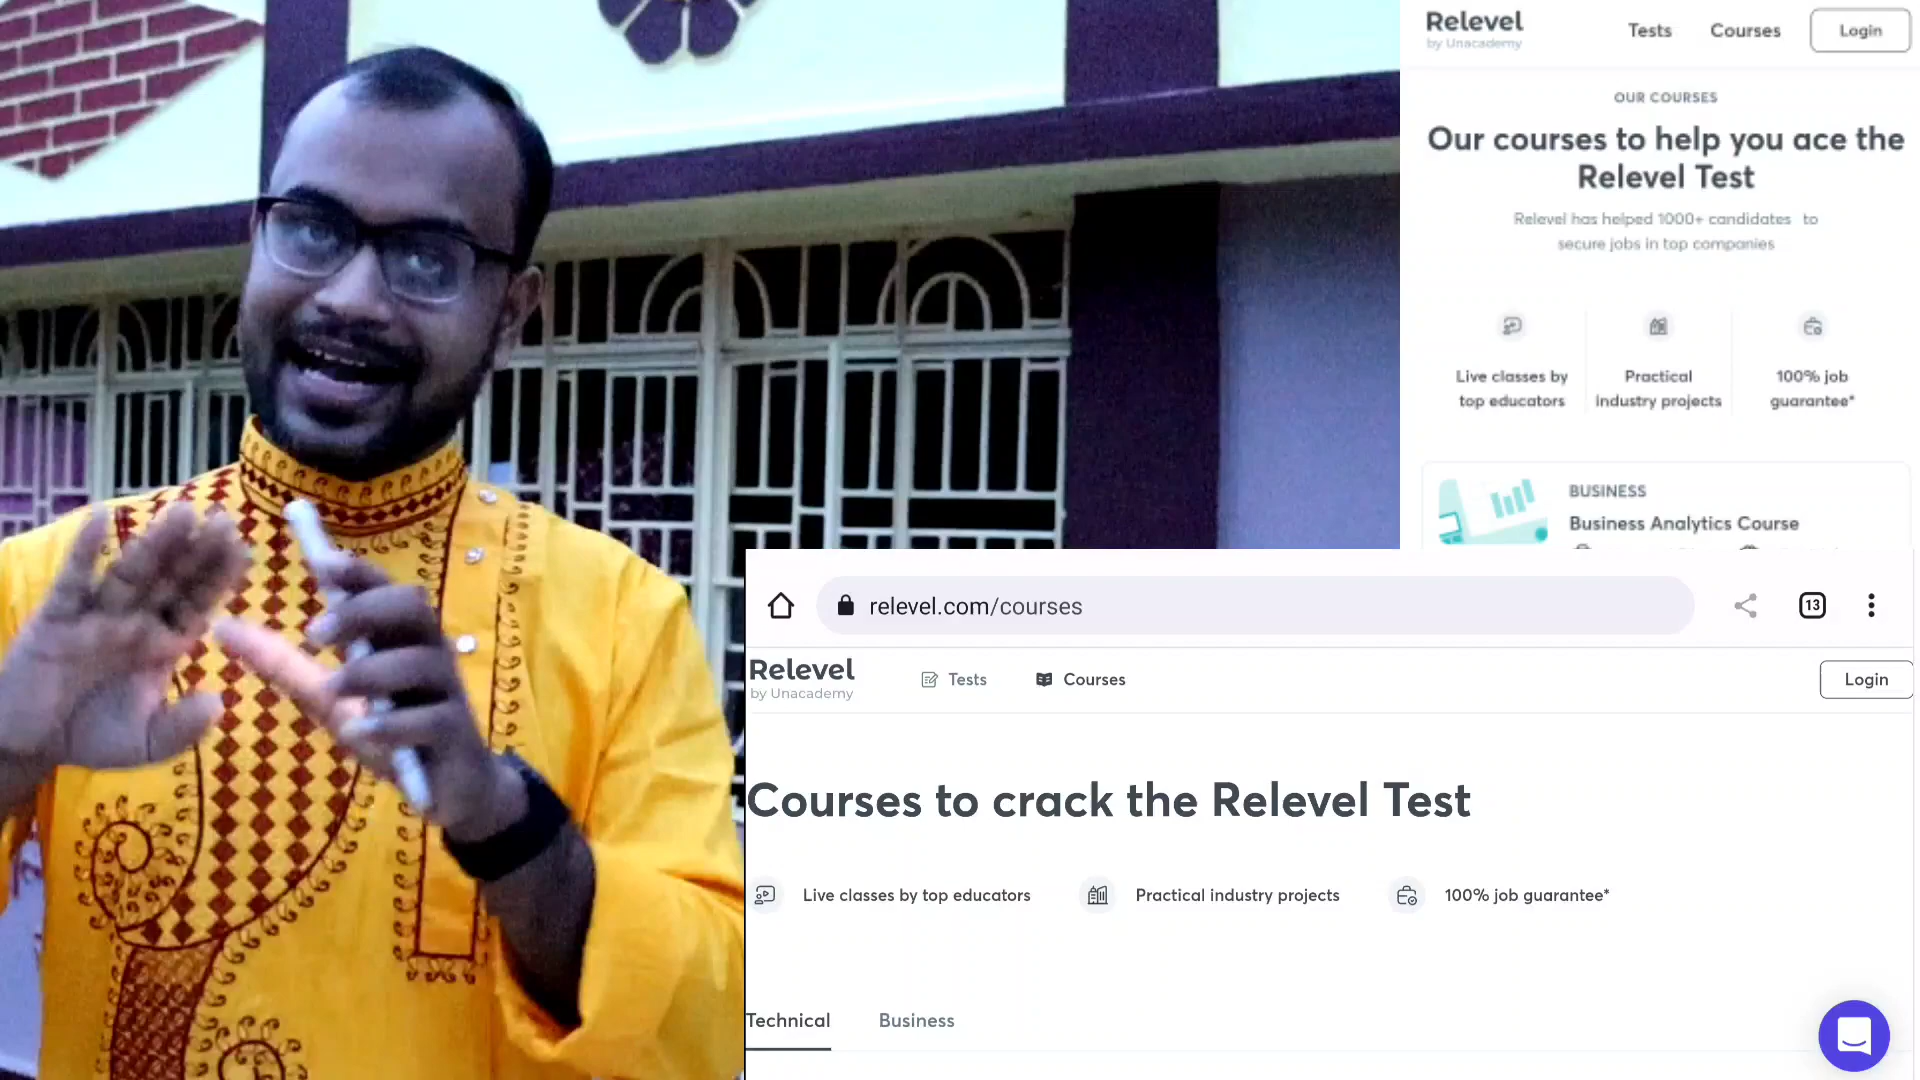 Relevel
by Unacademy
Tests
Courses
Login
OUR COURSES
Our courses to help you ace the
Relevel Test
Relevel has helped 1000+ candidates to
secure jobs in top companies
Live classes by
top educators
Practical
industry projects
100% job
guarantee*
BUSINESS
Business Analytics Course
relevel.com/courses
13
Relevel
by Unacademy
Tests
Courses
Login
Courses to crack the Relevel Test
Live classes by top educators
Practical industry projects
100% job guarantee*
Technical
Business